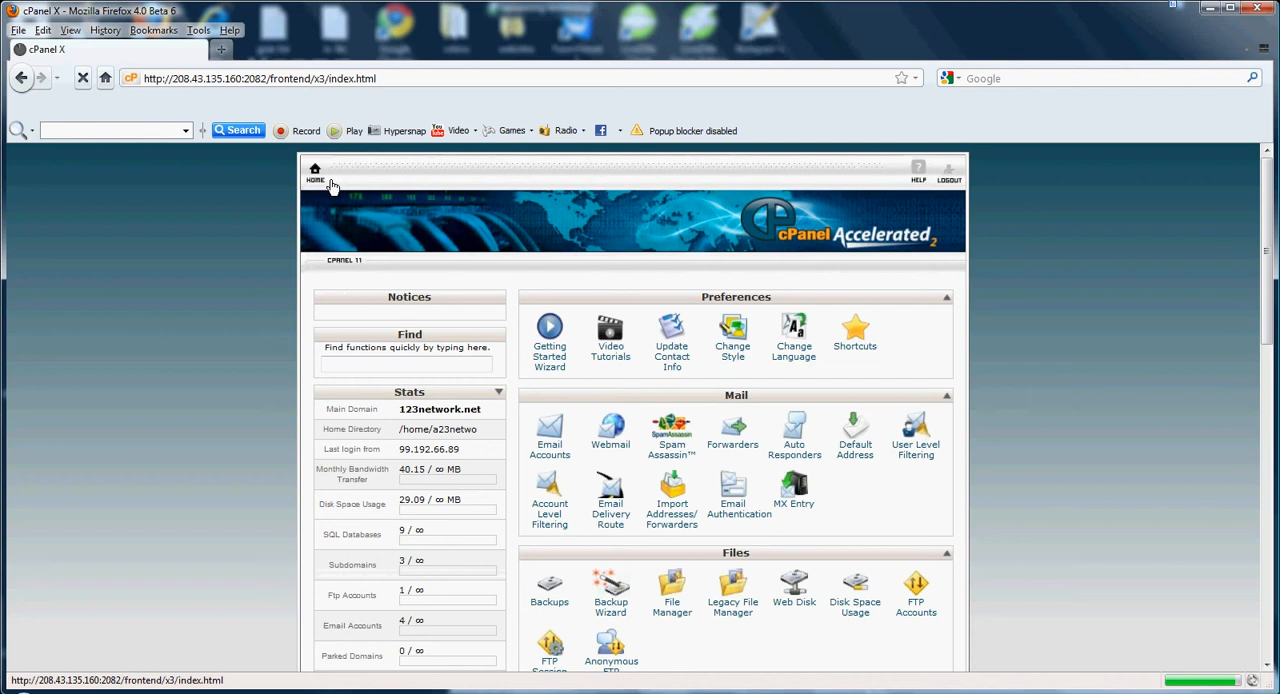 cPanel X - Mozilla Firefox 4.0 Beta 6
File Edit View History Bookmarks Tools Help
cPanel X
http://208.43.135.160:2082/frontend/x3/index.html
Google
Search Record Play Hypersnap Video Games Radio Popup blocker disabled
HOME
HELP LOGOUT
cPanel Accelerated2
CPANEL 11
Notices
Find
Find functions quickly by typing here.
Stats
Main Domain 123network.net
Home Directory /home/a23netwo
Last login from 99.192.66.89
Monthly Bandwidth
Transfer
40.15 / ∞ MB
Disk Space Usage 29.09 / ∞ MB
SQL Databases 9 / ∞
Subdomains 3 / ∞
Ftp Accounts 1 / ∞
Email Accounts 4 / ∞
Parked Domains 0 / ∞
Preferences
Getting
Started
Wizard
Video
Tutorials
Update
Contact
Info
Change
Style
Change
Language
Shortcuts
Mail
Email
Accounts
Webmail
Spam
Assassin™
Forwarders
Auto
Responders
Default
Address
User Level
Filtering
Account
Level
Filtering
Email
Delivery
Route
Import
Addresses/
Forwarders
Email
Authentication
MX Entry
Files
Backups
Backup
Wizard
File
Manager
Legacy File
Manager
Web Disk
Disk Space
Usage
FTP
Accounts
FTP
Session
Anonymous
FTP
http://208.43.135.160:2082/frontend/x3/index.html